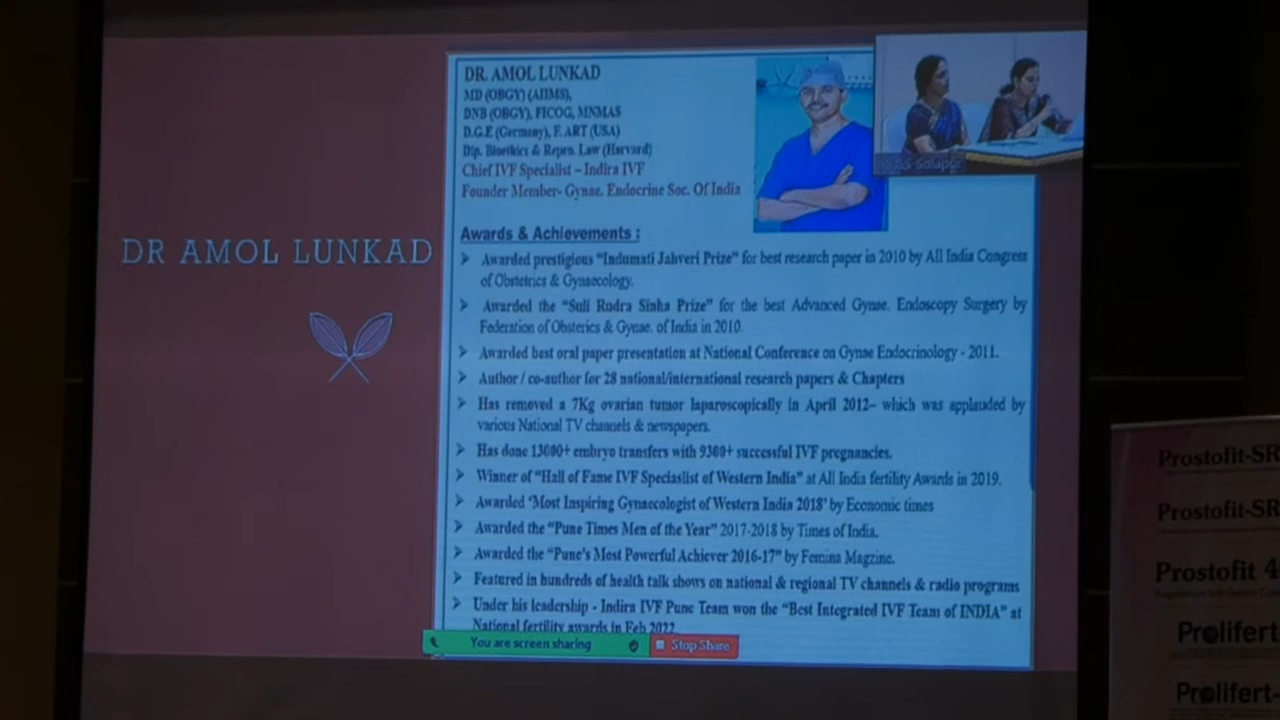 DR AMOL LUNKAD
DR. AMOL LUNKAD
MD (OBGY) (AIIMS),
DNB (OBGY), FICOG, MNMAS
D.G.E (Germany), F. ART (USA)
Dip. Bioethics & Repro. Law (Harvard)
Chief IVF Specialist – Indira IVF
Founder Member- Gynae. Endocrine Soc. Of India
Awards & Achievements :
Awarded prestigious "Indumati Jahveri Prize" for best research paper in 2010 by All India Congress
of Obstetrics & Gynaecology.
Awarded the "Suli Rudra Sinha Prize" for the best Advanced Gynae. Endoscopy Surgery by
Federation of Obsterics & Gynae. of India in 2010.
Awarded best oral paper presentation at National Conference on Gynae Endocrinology - 2011.
Author / co-author for 28 national/international research papers & Chapters
Has removed a 7Kg ovarian tumor laparoscopically in April 2012– which was applauded by
various National TV channels & newspapers.
Has done 13000+ embryo transfers with 9300+ successful IVF pregnancies.
Winner of "Hall of Fame IVF Speciaslist of Western India" at All India fertility Awards in 2019.
Awarded 'Most Inspiring Gynaecologist of Western India 2018' by Economic times
Awarded the "Pune Times Men of the Year" 2017-2018 by Times of India.
Awarded the "Pune's Most Powerful Achiever 2016-17" by Femina Magzine.
Featured in hundreds of health talk shows on national & regional TV channels & radio programs
Under his leadership - Indira IVF Pune Team won the "Best Integrated IVF Team of INDIA" at
National fertility awards in Feb 2022
You are screen sharing
Stop Share
Solapur
Prostofit-SR
Prostofit-SR
Prostofit 4
Prolifert
Prolifert-